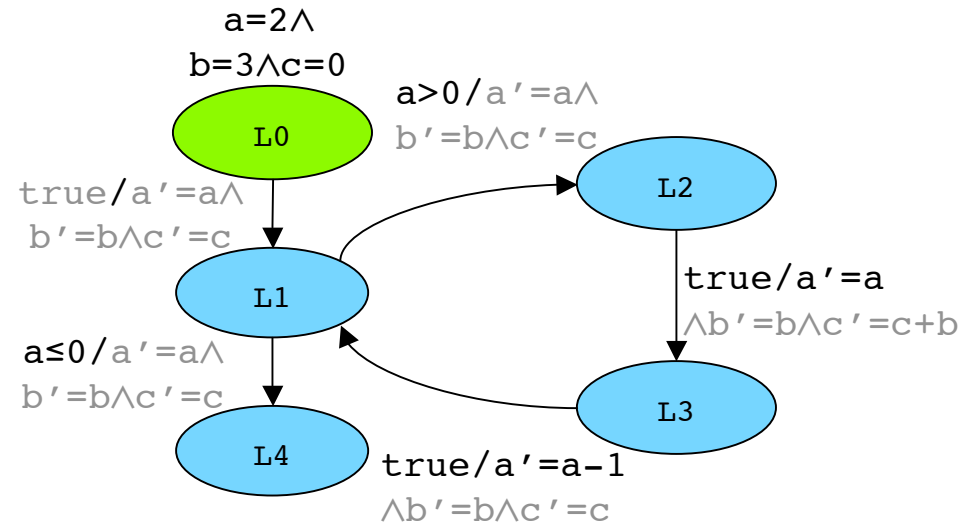 a=2∧
b=3∧c=0
L0
a>0/a′=a∧
b′=b∧c′=c
L2
true/a′=a∧
b′=b∧c′=c
L1
true/a′=a
∧b′=b∧c′=c+b
a≤0/a′=a∧
b′=b∧c′=c
L3
L4
true/a′=a-1
∧b′=b∧c′=c